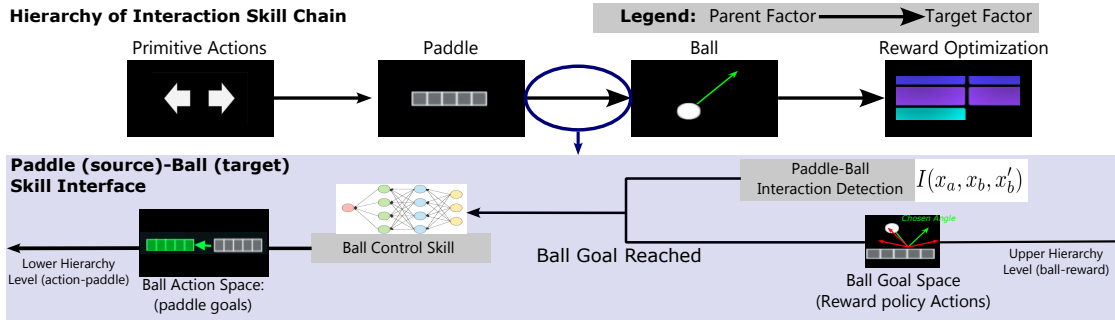 Hierarchy of Interaction Skill Chain
Legend: Parent Factor Target Factor
Primitive Actions
Paddle
Ball
Reward Optimization
Paddle (source)-Ball (target)
Skill Interface
Paddle-Ball
Interaction Detection
I(x_a, x_b, x'_b)
Chosen Angle
Ball Control Skill
Ball Goal Reached
Lower Hierarchy
Level (action-paddle)
Ball Action Space:
(paddle goals)
Ball Goal Space
(Reward policy Actions)
Upper Hierarchy
Level (ball-reward)